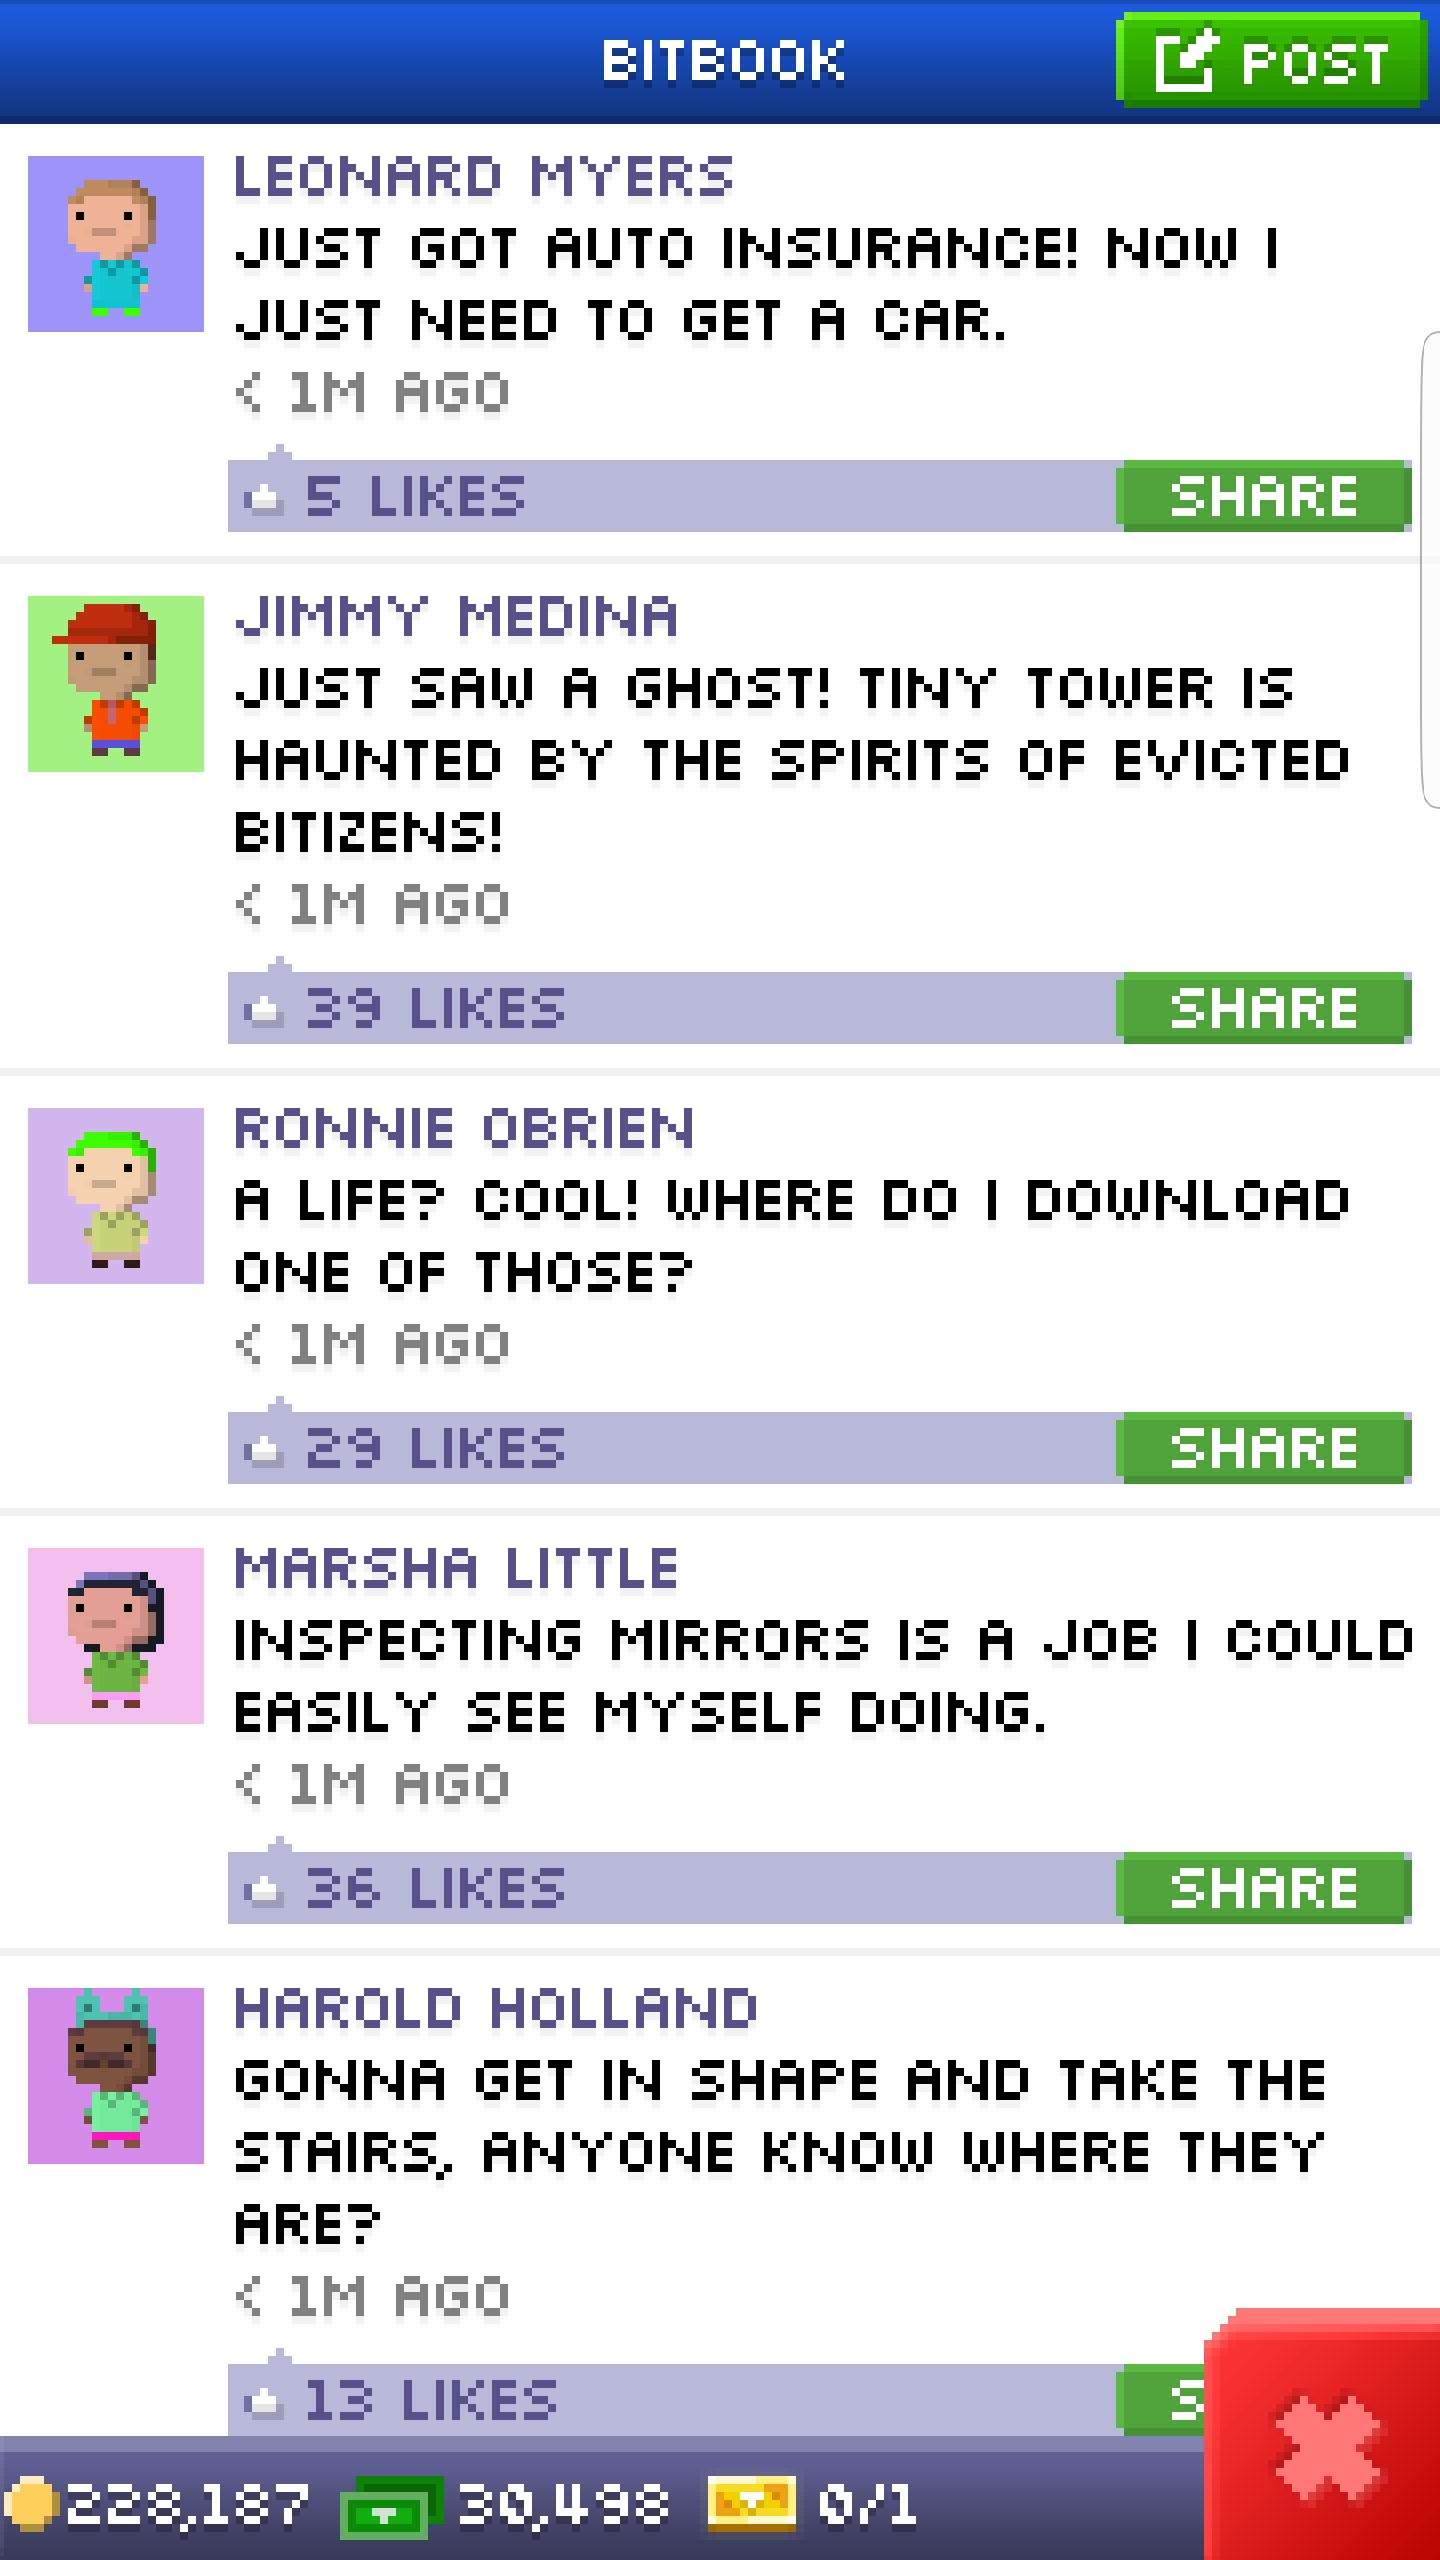 BITBOOK
POST
LEONARD MYERS
JUST GOT AUTO INSURANCE! NOW I
JUST NEED TO GET A CAR.
< 1M AGO
5 LIKES
SHARE
JIMMY MEDINA
JUST SAW A GHOST! TINY TOWER IS
HAUNTED BY THE SPIRITS OF EVICTED
BITIZENS!
< 1M AGO
39 LIKES
SHARE
RONNIE OBRIEN
A LIFE? COOL! WHERE DO I DOWNLOAD
ONE OF THOSE?
< 1M AGO
29 LIKES
SHARE
MARSHA LITTLE
INSPECTING MIRRORS IS A JOB I COULD
EASILY SEE MYSELF DOING.
< 1M AGO
36 LIKES
SHARE
HAROLD HOLLAND
GONNA GET IN SHAPE AND TAKE THE
STAIRS, ANYONE KNOW WHERE THEY
ARE?
< 1M AGO
13 LIKES
S
228,187
30,498
0/1